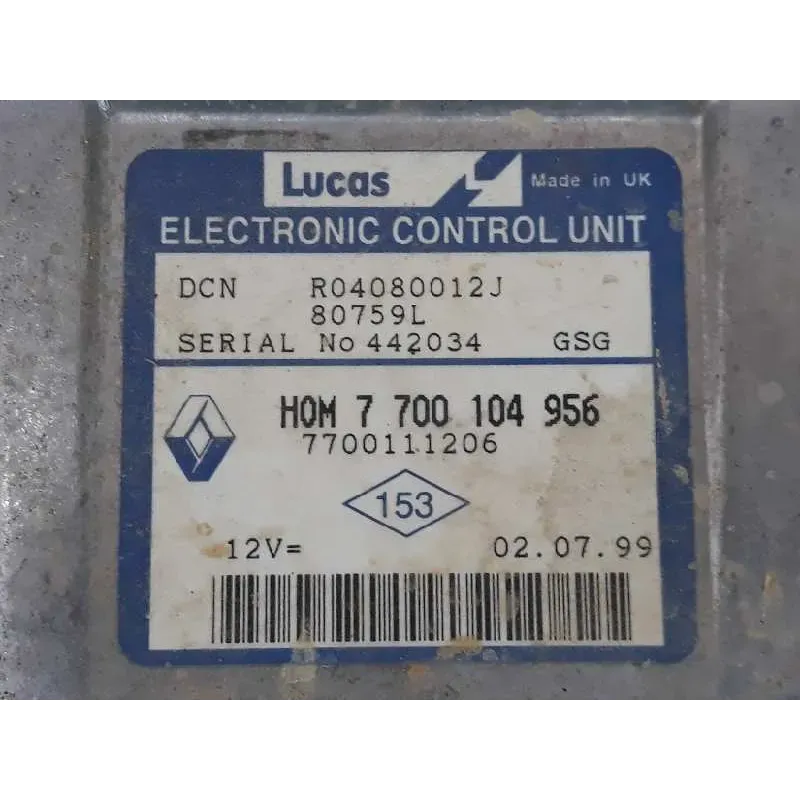 Lucas Made in UK
ELECTRONIC CONTROL UNIT
DCN R04080012J
80759L
SERIAL No 442034 GSG
HOM 7 700 104 956
7700111206
153
12V= 02.07.99